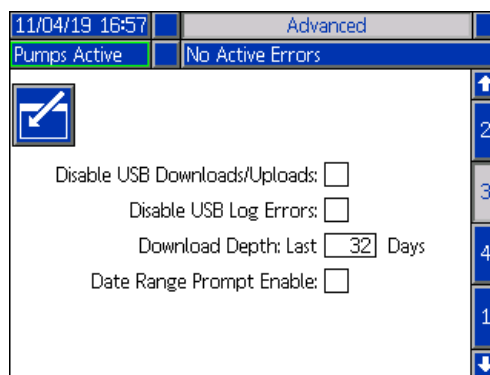 11/04/19 16:57 Advanced
Pumps Active No Active Errors
2
Disable USB Downloads/Uploads:
3
Disable USB Log Errors:
Download Depth: Last 32 Days
4
Date Range Prompt Enable:
1